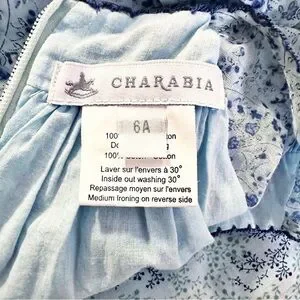 CHARABIA
6A
100%
100%
Laver sur l'envers à 30°
Inside out washing 30°
Repassage moyen sur l'envers
Medium Ironing on reverse side